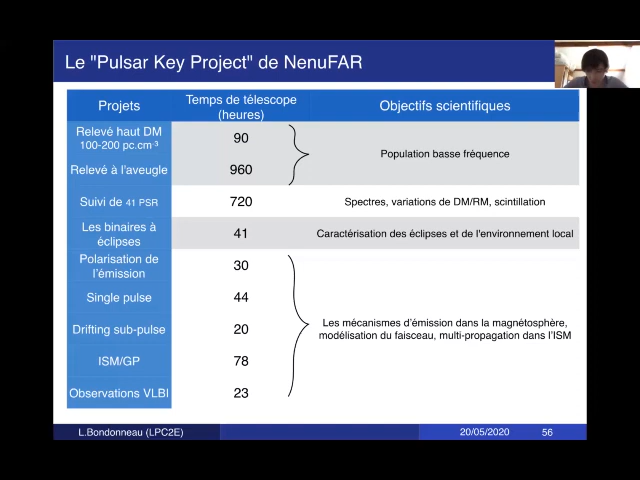 Le "Pulsar Key Project" de NenuFAR
Projets
Temps de télescope
(heures)
Objectifs scientifiques
Relevé haut DM
100-200 pc.cm-3
90
Relevé à l'aveugle
960
Population basse fréquence
Suivi de 41 PSR
720
Spectres, variations de DM/RM, scintillation
Les binaires à
éclipses
41
Caractérisation des éclipses et de l'environnement local
Polarisation de
l'émission
30
Single pulse
44
Drifting sub-pulse
20
ISM/GP
78
Observations VLBI
23
Les mécanismes d'émission dans la magnétosphère,
modélisation du faisceau, multi-propagation dans l'ISM
L.Bondonneau (LPC2E)
20/05/2020
56